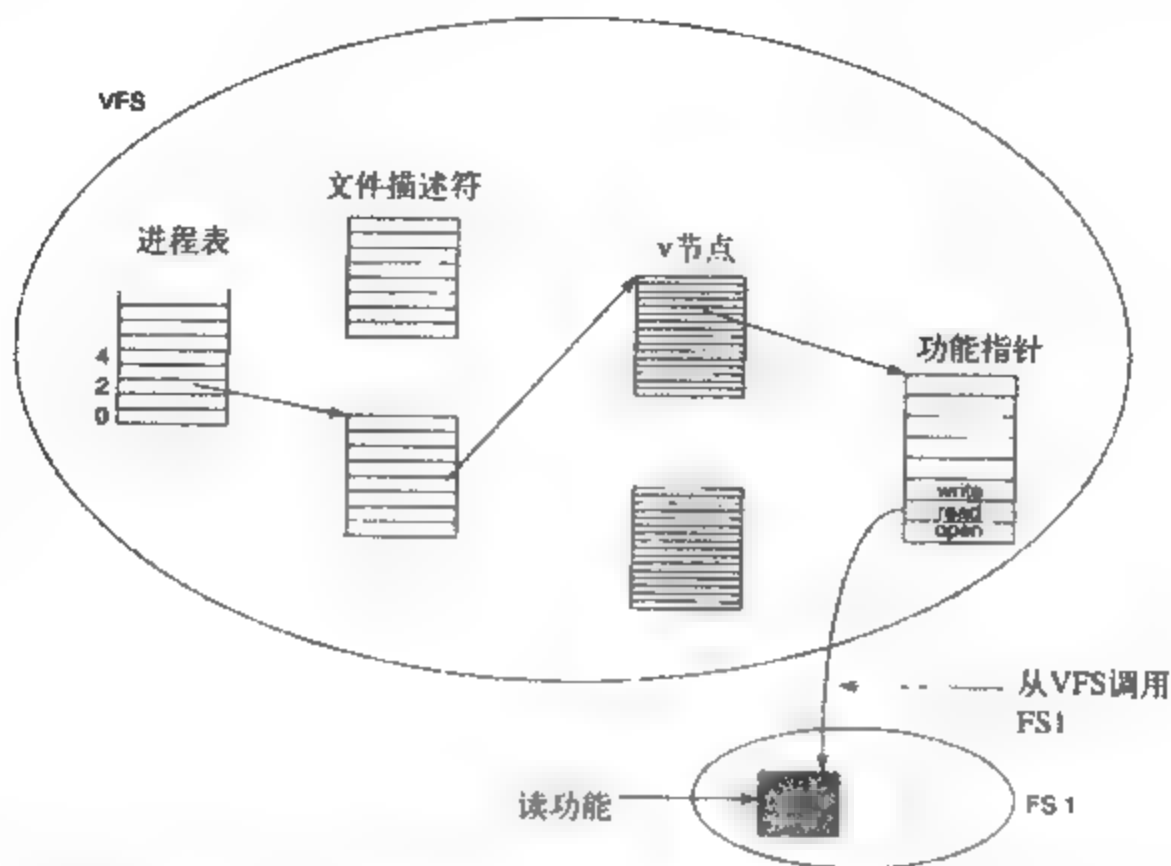 VFS
文件描述符
进程表
v节点
功能指针
4
2
0
write
read
open
从VFS调用
FS1
读功能
FS 1